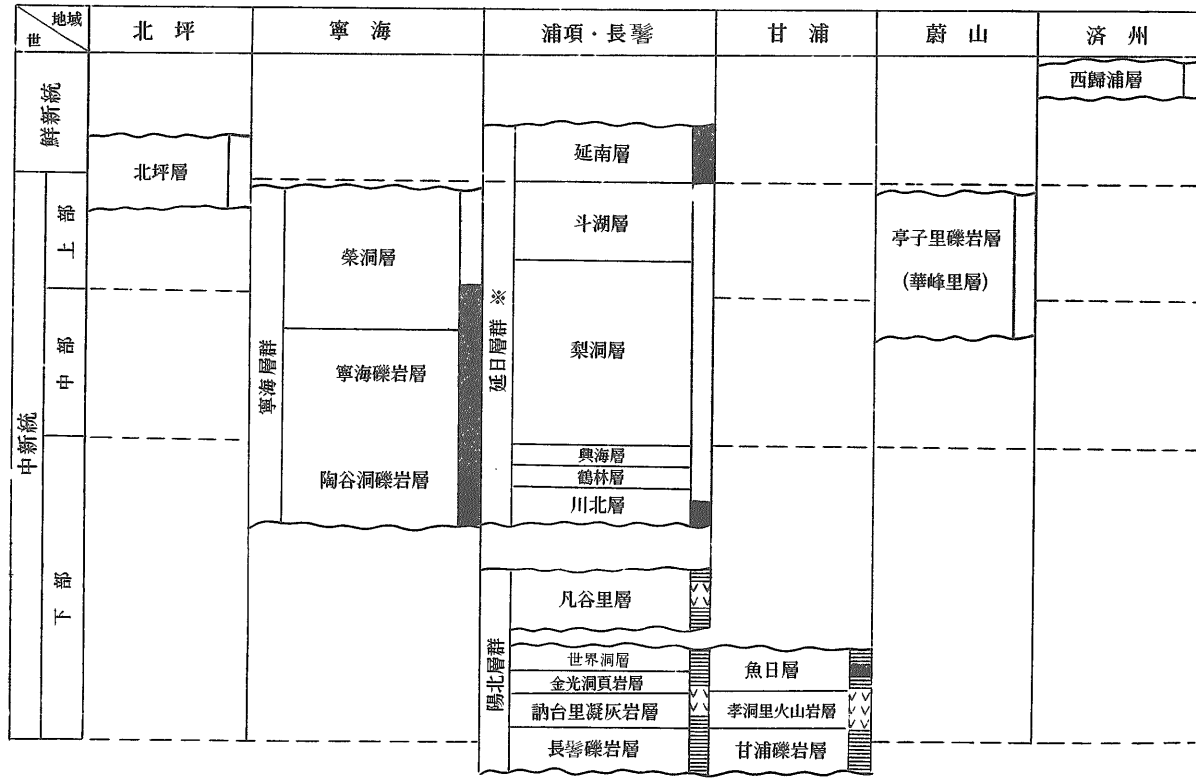 地域
世
北坪
寧海
浦項・長鬐
甘浦
蔚山
済州
鮮新統
中新統
上部
中部
下部
北坪層
寧海層群
榮洞層
寧海礫岩層
陶谷洞礫岩層
延日層群 ※
延南層
斗湖層
梨洞層
興海層
鶴林層
川北層
陽北層群
凡谷里層
世界洞層
金光洞頁岩層
訥台里凝灰岩層
長鬐礫岩層
魚日層
孝洞里火山岩層
甘浦礫岩層
亭子里礫岩層
(華峰里層)
西歸浦層